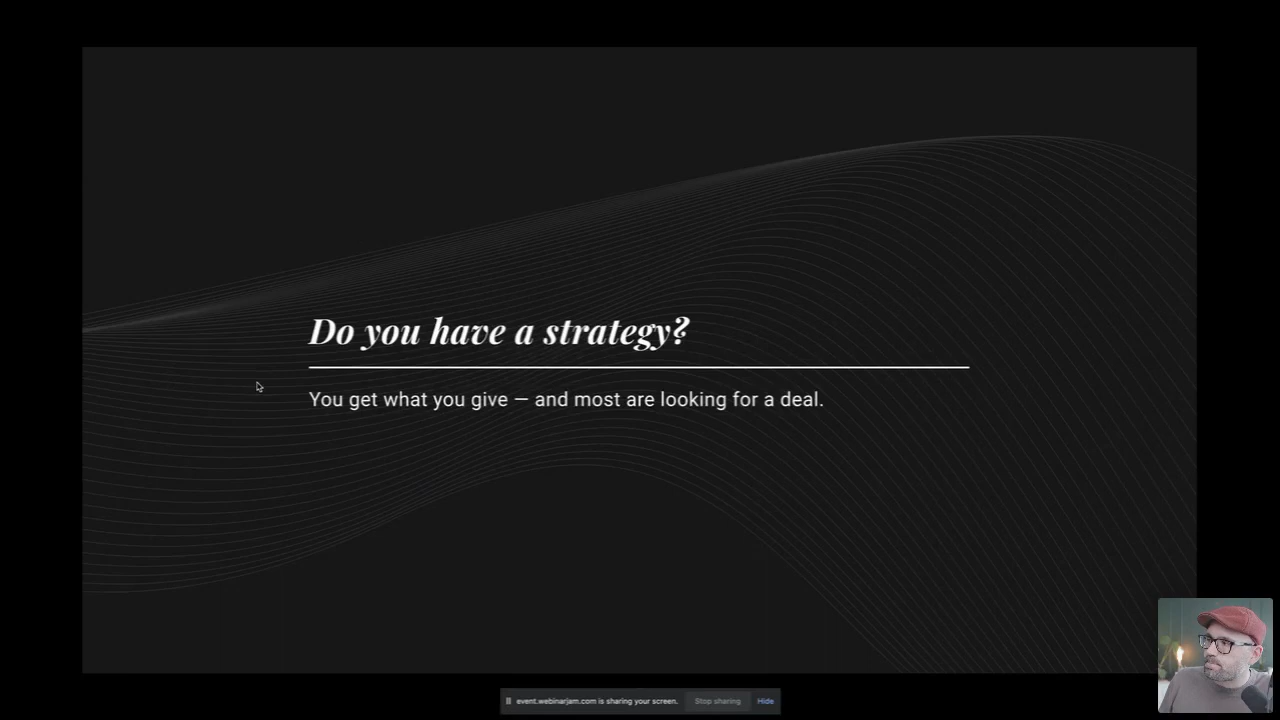 Do you have a strategy?
You get what you give — and most are looking for a deal.
event.webinarjam.com is sharing your screen. Stop sharing Hide